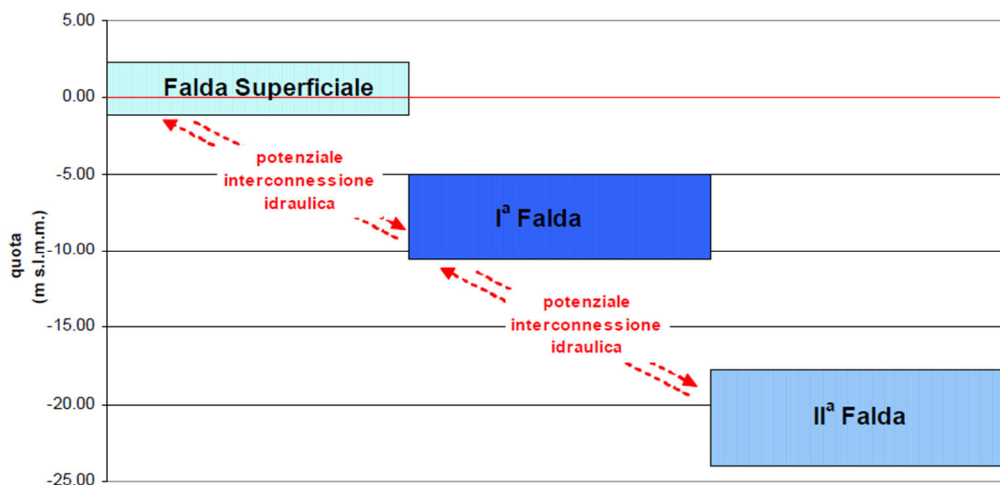 5.00
0.00
-5.00
-10.00
-15.00
-20.00
-25.00
quota
(m s.l.m.m.)
Falda Superficiale
potenziale
interconnessione
idraulica
Iª Falda
potenziale
interconnessione
idraulica
IIª Falda